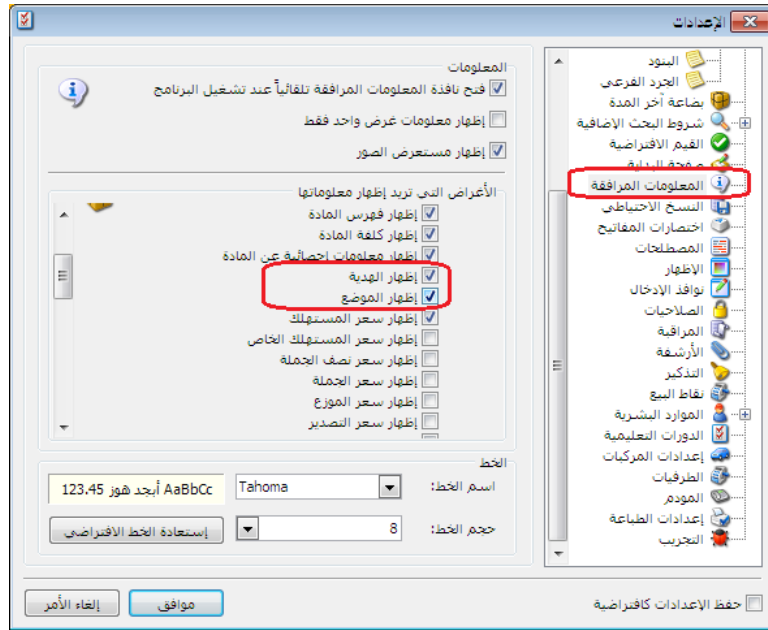 الإعدادات
البنود
الجرد الفرعي
بضاعة آخر المدة
شروط البحث الإضافية
القيم الافتراضية
صفحة البداية
المعلومات المرافقة
النسخ الاحتياطي
اختصارات المفاتيح
المصطلحات
الإظهار
نوافذ الإدخال
الصلاحيات
المراقبة
الأرشفة
التذكير
نقاط البيع
الموارد البشرية
الدورات التعليمية
إعدادات المركبات
الطرفيات
المودم
إعدادات الطباعة
التجريب
المعلومات
فتح نافذة المعلومات المرافقة تلقائياً عند تشغيل البرنامج
إظهار معلومات غرض واحد فقط
إظهار مستعرض الصور
الأغراض التي تريد إظهار معلوماتها
إظهار فهرس المادة
إظهار كلفة المادة
إظهار معلومات إحصائية عن المادة
إظهار الهدية
إظهار الموضع
إظهار سعر المستهلك
إظهار سعر المستهلك الخاص
إظهار سعر نصف الجملة
إظهار سعر الجملة
إظهار سعر الموزع
إظهار سعر التصدير
الخط
اسم الخط: Tahoma AaBbCc أبجد هوز 123.45
حجم الخط: 8 إستعادة الخط الافتراضي
حفظ الإعدادات كافتراضية
موافق إلغاء الأمر